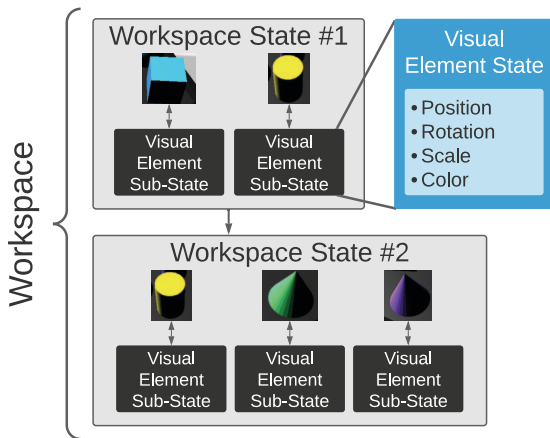 Workspace
Workspace State #1
Visual
Element
Sub-State
Visual
Element
Sub-State
Visual
Element State
• Position
• Rotation
• Scale
• Color
Workspace State #2
Visual
Element
Sub-State
Visual
Element
Sub-State
Visual
Element
Sub-State